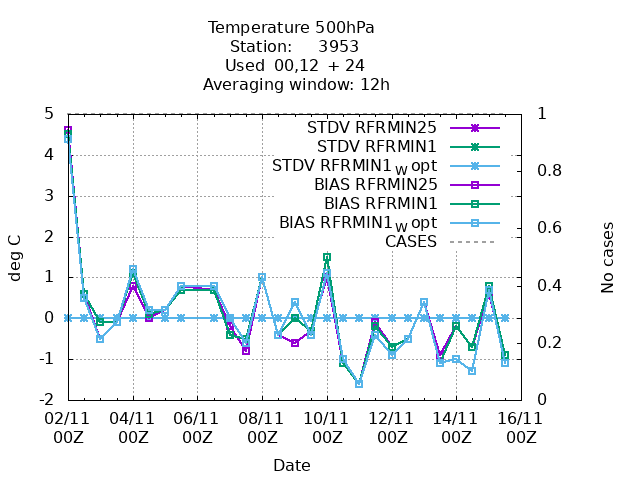 Temperature 500hPa
Station: 3953
Used 00,12 + 24
Averaging window: 12h
5
4
3
2
1
0
-1
-2
deg C
1
0.8
0.6
0.4
0.2
0
No cases
STDV RFRMIN25
STDV RFRMIN1
STDV RFRMIN1_W opt
BIAS RFRMIN25
BIAS RFRMIN1
BIAS RFRMIN1_W opt
CASES
02/11 04/11 06/11 08/11 10/11 12/11 14/11 16/11
00Z 00Z 00Z 00Z 00Z 00Z 00Z 00Z
Date